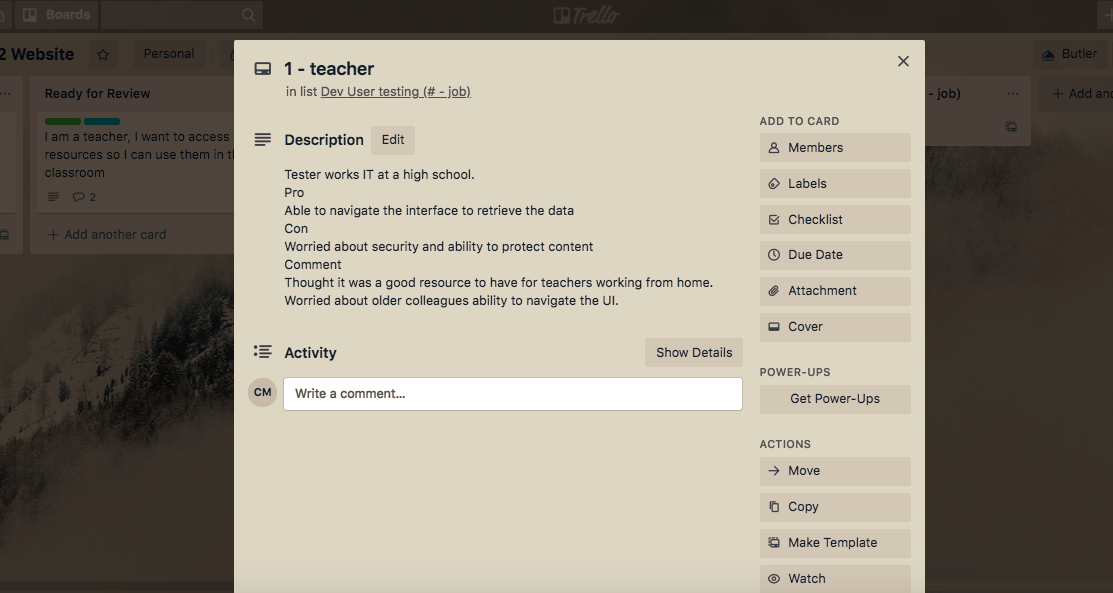 Boards
Trello
2 Website
Personal
Butler
Ready for Review
I am a teacher, I want to access
resources so I can use them in th
classroom
2
+ Add another card
- job)
+ Add ano
1 - teacher
in list Dev User testing (# - job)
Description
Edit
Tester works IT at a high school.
Pro
Able to navigate the interface to retrieve the data
Con
Worried about security and ability to protect content
Comment
Thought it was a good resource to have for teachers working from home.
Worried about older colleagues ability to navigate the UI.
Activity
Show Details
CM
Write a comment...
ADD TO CARD
Members
Labels
Checklist
Due Date
Attachment
Cover
POWER-UPS
Get Power-Ups
ACTIONS
Move
Copy
Make Template
Watch